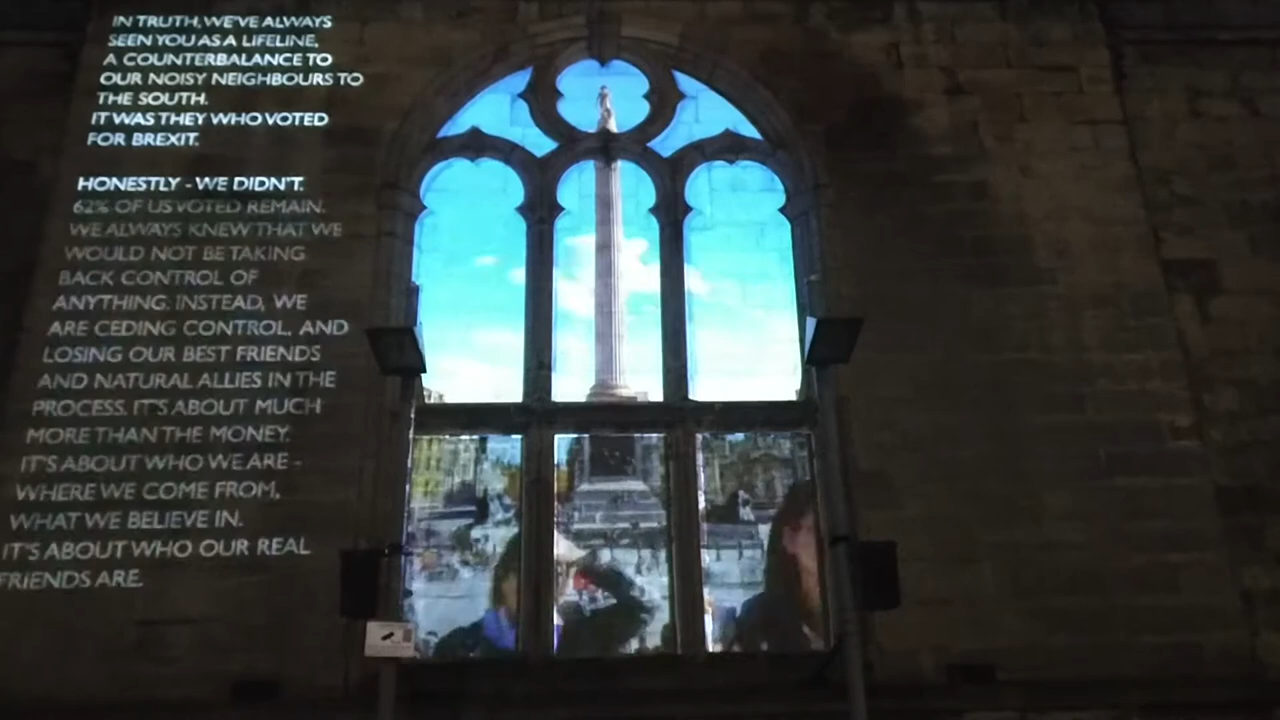 IN TRUTH, WE'VE ALWAYS
SEEN YOU AS A LIFELINE,
A COUNTERBALANCE TO
OUR NOISY NEIGHBOURS TO
THE SOUTH.
IT WAS THEY WHO VOTED
FOR BREXIT.
HONESTLY - WE DIDN'T.
62% OF US VOTED REMAIN.
WE ALWAYS KNEW THAT WE
WOULD NOT BE TAKING
BACK CONTROL OF
ANYTHING. INSTEAD, WE
ARE CEDING CONTROL, AND
LOSING OUR BEST FRIENDS
AND NATURAL ALLIES IN THE
PROCESS. IT'S ABOUT MUCH
MORE THAN THE MONEY.
IT'S ABOUT WHO WE ARE -
WHERE WE COME FROM,
WHAT WE BELIEVE IN.
IT'S ABOUT WHO OUR REAL
FRIENDS ARE.